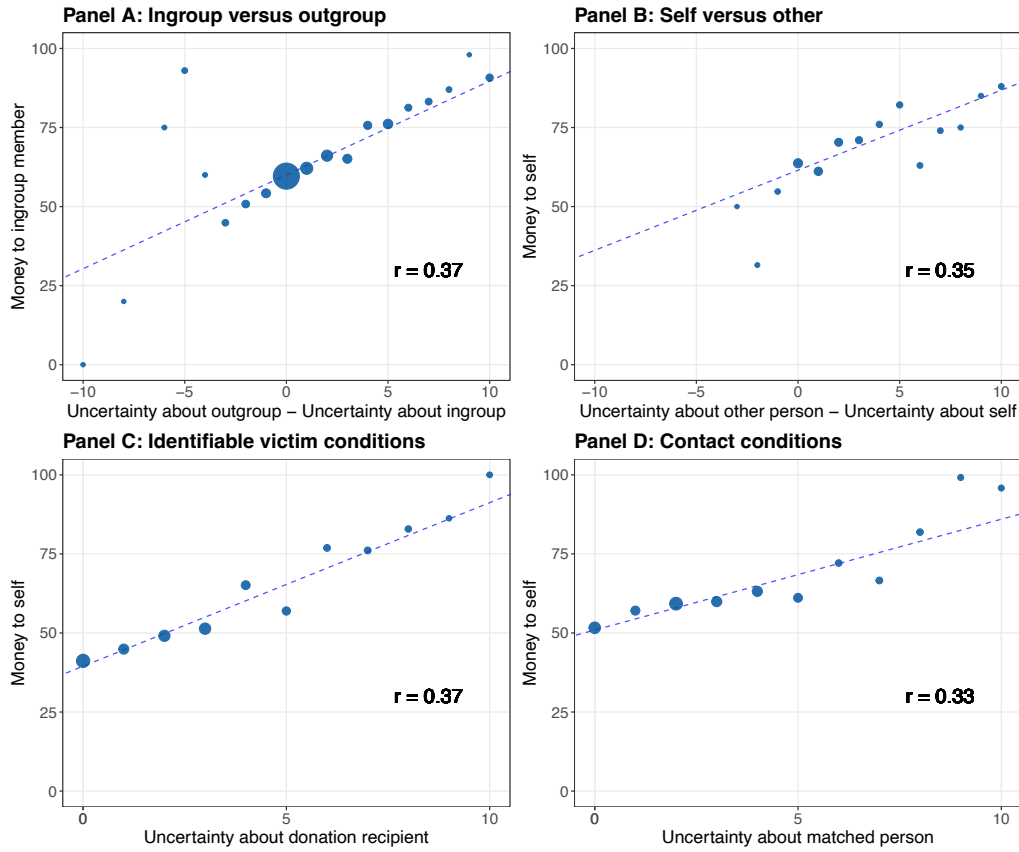 Panel A: Ingroup versus outgroup
100
75
50
25
0
Money to ingroup member
r = 0.37
−10
−5
0
5
10
Uncertainty about outgroup − Uncertainty about ingroup
Panel B: Self versus other
100
75
50
25
0
Money to self
r = 0.35
−10
−5
0
5
10
Uncertainty about other person − Uncertainty about self
Panel C: Identifiable victim conditions
100
75
50
25
0
Money to self
r = 0.37
0
5
10
Uncertainty about donation recipient
Panel D: Contact conditions
100
75
50
25
0
Money to self
r = 0.33
0
5
10
Uncertainty about matched person